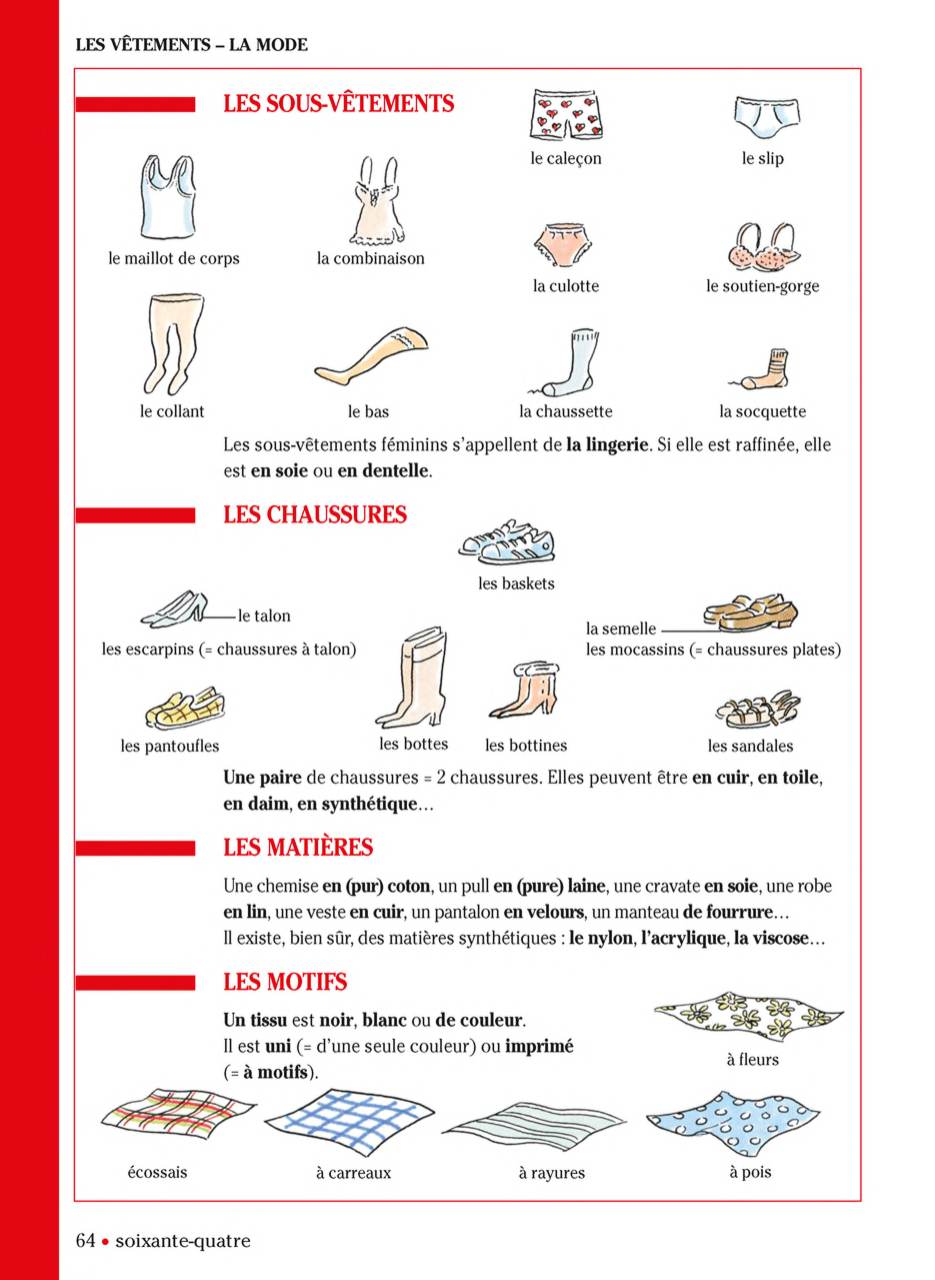 LES VÊTEMENTS – LA MODE
LES SOUS-VÊTEMENTS
le caleçon
le slip
le maillot de corps
la combinaison
la culotte
le soutien-gorge
le collant
le bas
la chaussette
la socquette
Les sous-vêtements féminins s’appellent de la lingerie. Si elle est raffinée, elle
est en soie ou en dentelle.
LES CHAUSSURES
les baskets
le talon
les escarpins (= chaussures à talon)
la semelle
les mocassins (= chaussures plates)
les pantoufles
les bottes
les bottines
les sandales
Une paire de chaussures = 2 chaussures. Elles peuvent être en cuir, en toile,
en daim, en synthétique…
LES MATIÈRES
Une chemise en (pur) coton, un pull en (pure) laine, une cravate en soie, une robe
en lin, une veste en cuir, un pantalon en velours, un manteau de fourrure…
Il existe, bien sûr, des matières synthétiques : le nylon, l’acrylique, la viscose…
LES MOTIFS
Un tissu est noir, blanc ou de couleur.
Il est uni (= d’une seule couleur) ou imprimé
(= à motifs).
à fleurs
écossais
à carreaux
à rayures
à pois
64 • soixante-quatre